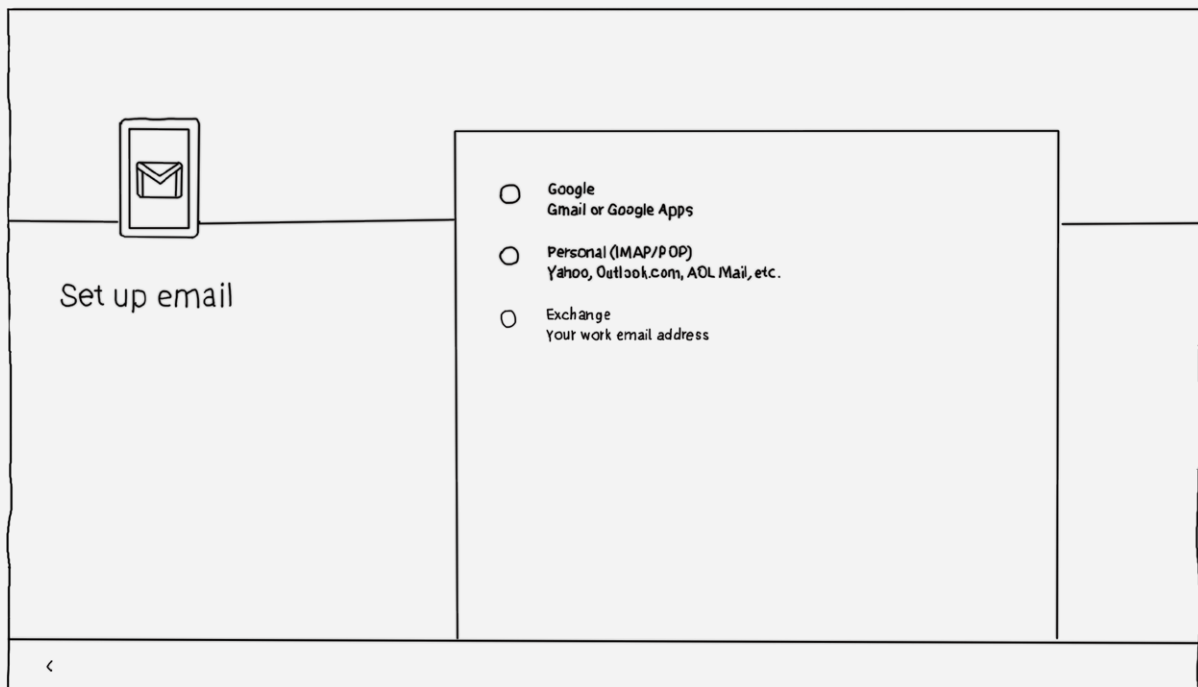 Set up email
Google
Gmail or Google Apps
Personal (IMAP/POP)
Yahoo, Outlook.com, AOL Mail, etc.
Exchange
Your work email address